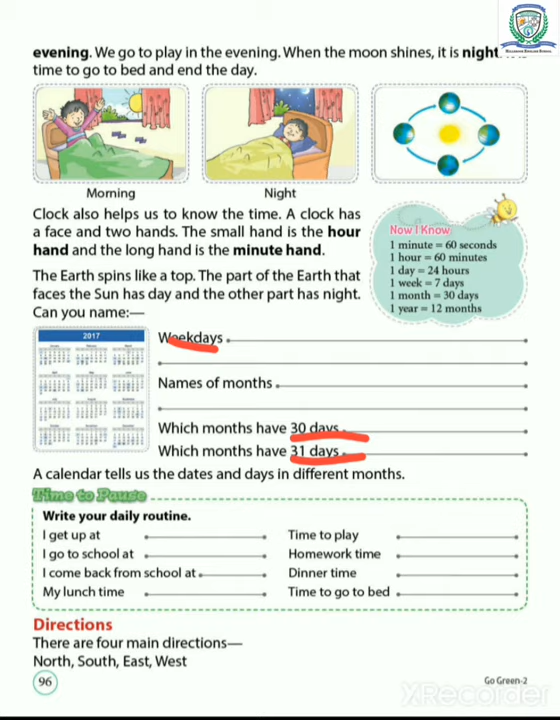 evening. We go to play in the evening. When the moon shines, it is night.
time to go to bed and end the day.
Morning
Night
Clock also helps us to know the time. A clock has
a face and two hands. The small hand is the hour
hand and the long hand is the minute hand.
The Earth spins like a top. The part of the Earth that
faces the Sun has day and the other part has night.
Can you name:—
Now I Know
1 minute = 60 seconds
1 hour = 60 minutes
1 day = 24 hours
1 week = 7 days
1 month = 30 days
1 year = 12 months
2017
Weekdays
Names of months
Which months have 30 days
Which months have 31 days
A calendar tells us the dates and days in different months.
Time to Pause
Write your daily routine.
I get up at
I go to school at
I come back from school at
My lunch time
Time to play
Homework time
Dinner time
Time to go to bed
Directions
There are four main directions—
North, South, East, West
96
Go Green-2
XRecorder